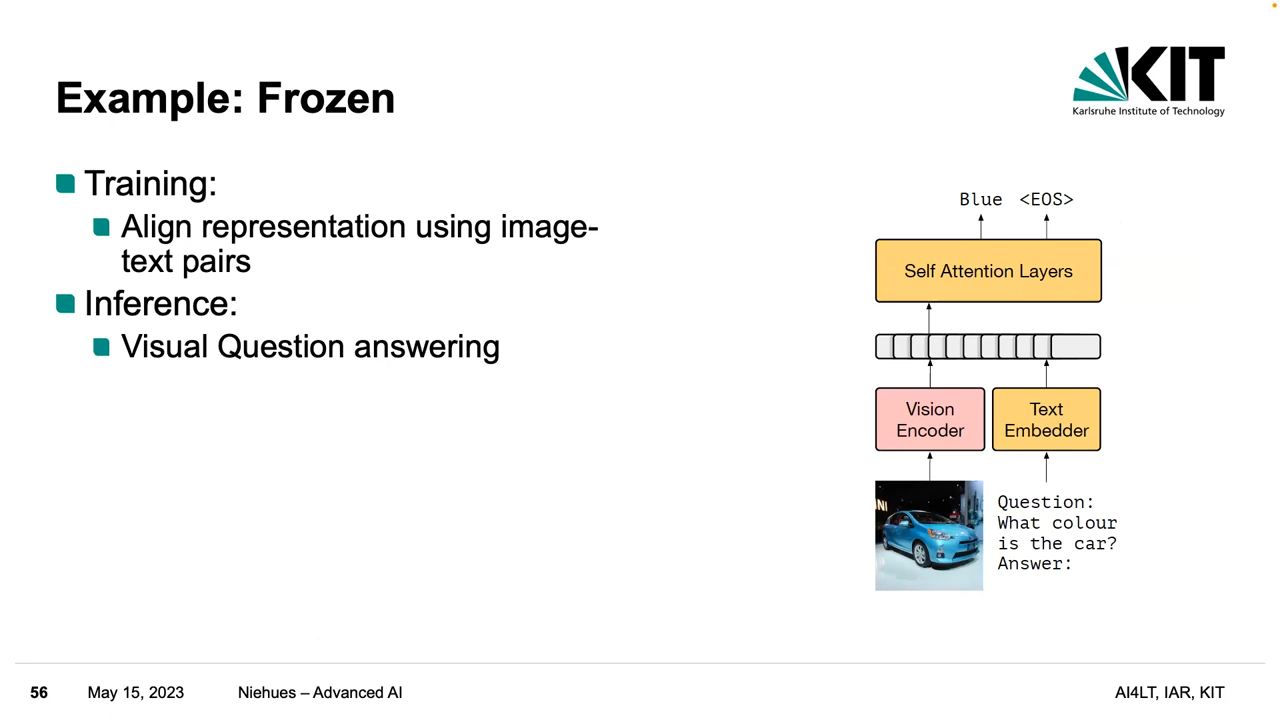 Example: Frozen
KIT
Karlsruhe Institute of Technology
Training:
Align representation using image-
text pairs
Inference:
Visual Question answering
Blue <EOS>
Self Attention Layers
Vision
Encoder
Text
Embedder
Question:
What colour
is the car?
Answer:
56 May 15, 2023 Niehues – Advanced AI AI4LT, IAR, KIT